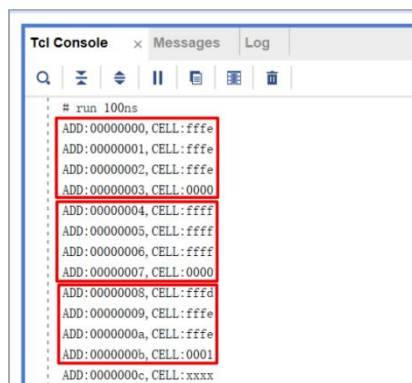 Tcl Console × Messages Log
# run 100ns
ADD:00000000,CELL:fffe
ADD:00000001,CELL:fffe
ADD:00000002,CELL:fffe
ADD:00000003,CELL:0000
ADD:00000004,CELL:ffff
ADD:00000005,CELL:ffff
ADD:00000006,CELL:ffff
ADD:00000007,CELL:0000
ADD:00000008,CELL:fffd
ADD:00000009,CELL:fffe
ADD:0000000a,CELL:fffe
ADD:0000000b,CELL:0001
ADD:0000000c,CELL:xxxx